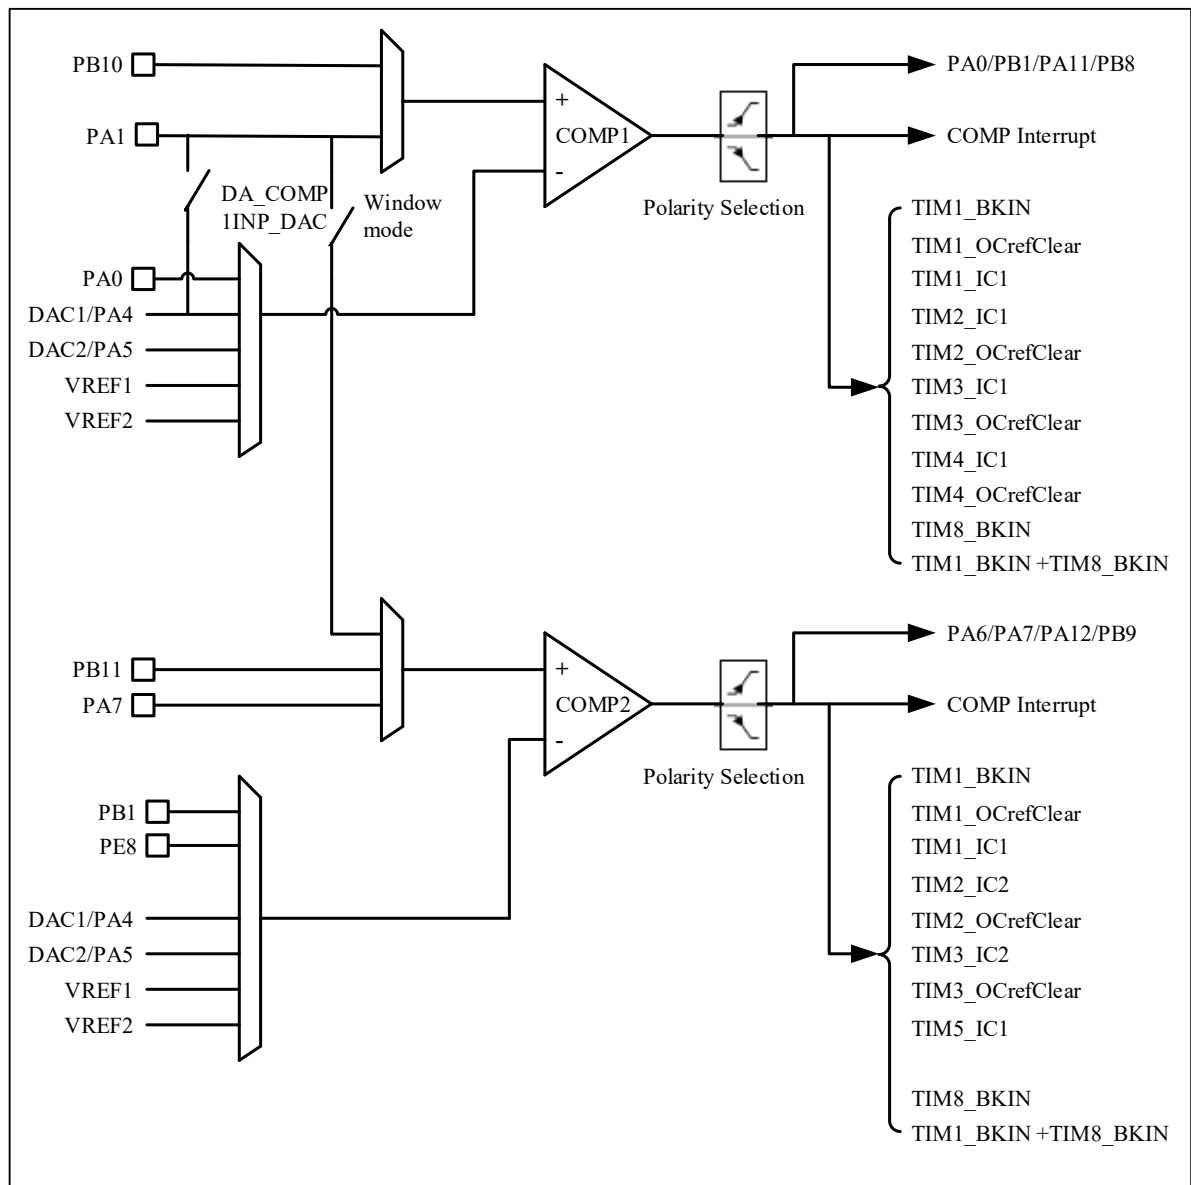 PB10
PA1
DA_COMP
1INP_DAC
Window
mode
PA0
DAC1/PA4
DAC2/PA5
VREF1
VREF2
+
COMP1
-
Polarity Selection
PA0/PB1/PA11/PB8
COMP Interrupt
TIM1_BKIN
TIM1_OCrefClear
TIM1_IC1
TIM2_IC1
TIM2_OCrefClear
TIM3_IC1
TIM3_OCrefClear
TIM4_IC1
TIM4_OCrefClear
TIM8_BKIN
TIM1_BKIN +TIM8_BKIN
PB11
PA7
PB1
PE8
DAC1/PA4
DAC2/PA5
VREF1
VREF2
+
COMP2
-
Polarity Selection
PA6/PA7/PA12/PB9
COMP Interrupt
TIM1_BKIN
TIM1_OCrefClear
TIM1_IC1
TIM2_IC2
TIM2_OCrefClear
TIM3_IC2
TIM3_OCrefClear
TIM5_IC1
TIM8_BKIN
TIM1_BKIN +TIM8_BKIN